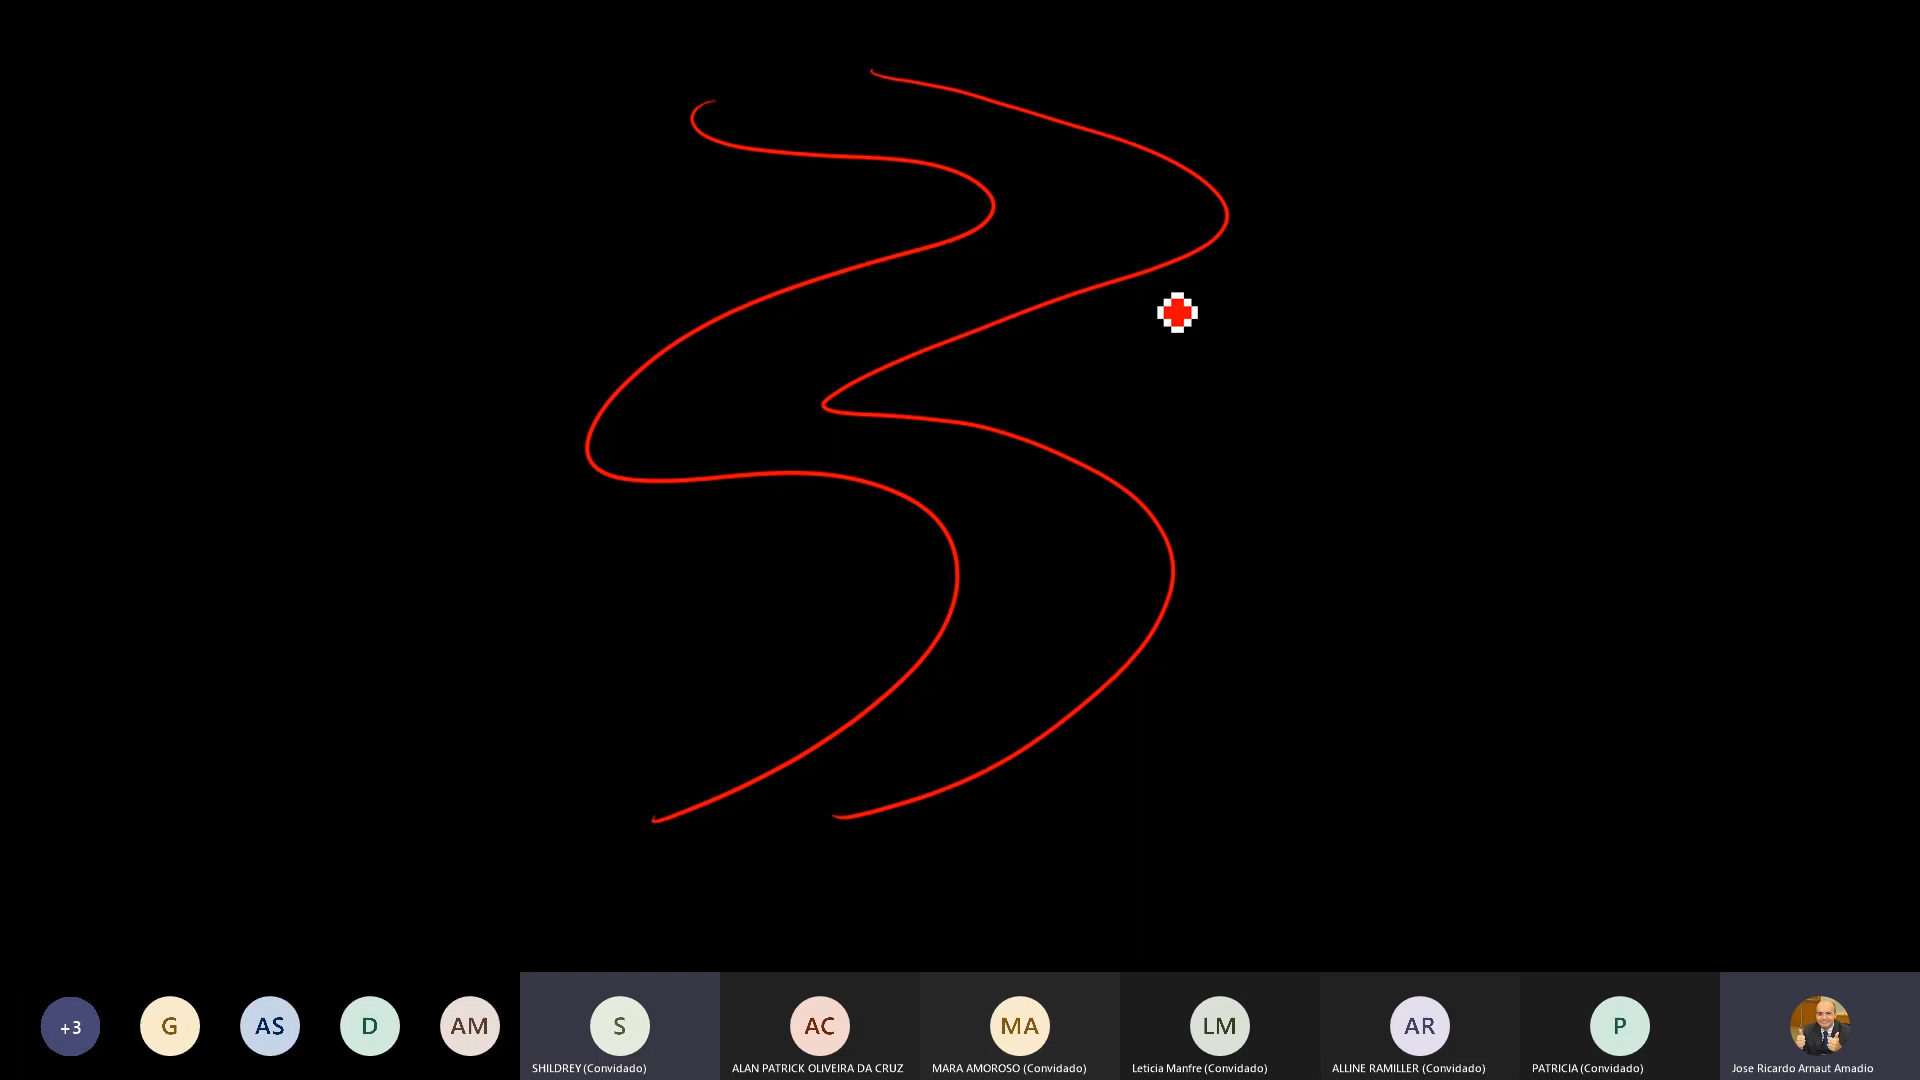 +3
G
AS
D
AM
S
AC
MA
LM
AR
P
SHILDREY (Convidado)
ALAN PATRICK OLIVEIRA DA CRUZ
MARA AMOROSO (Convidado)
Leticia Manfre (Convidado)
ALLINE RAMILLER (Convidado)
PATRICIA (Convidado)
Jose Ricardo Arnaut Amadio